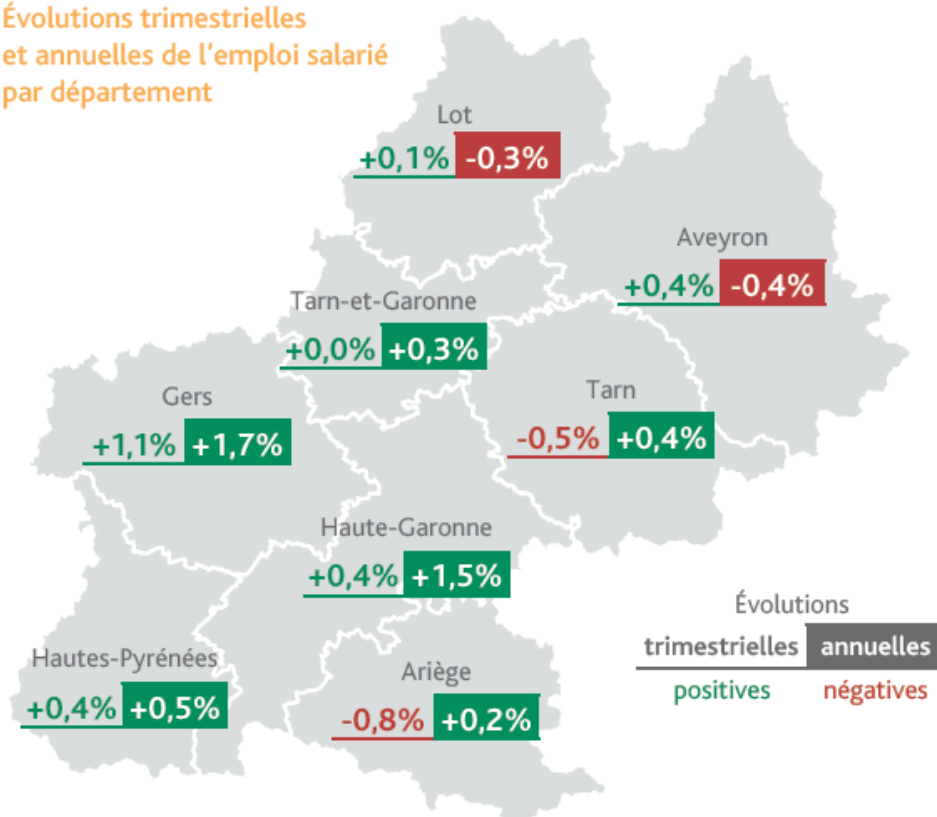 Évolutions trimestrielles
et annuelles de l'emploi salarié
par département
Lot
+0,1% -0,3%
Aveyron
+0,4% -0,4%
Tarn-et-Garonne
+0,0% +0,3%
Gers
+1,1% +1,7%
Tarn
-0,5% +0,4%
Haute-Garonne
+0,4% +1,5%
Hautes-Pyrénées
+0,4% +0,5%
Ariège
-0,8% +0,2%
Évolutions
trimestrielles annuelles
positives négatives